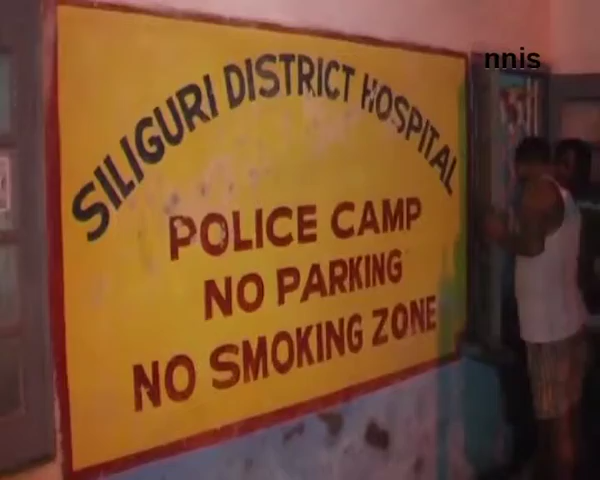 nnis
SILIGURI DISTRICT HOSPITAL
POLICE CAMP
NO PARKING
NO SMOKING ZONE